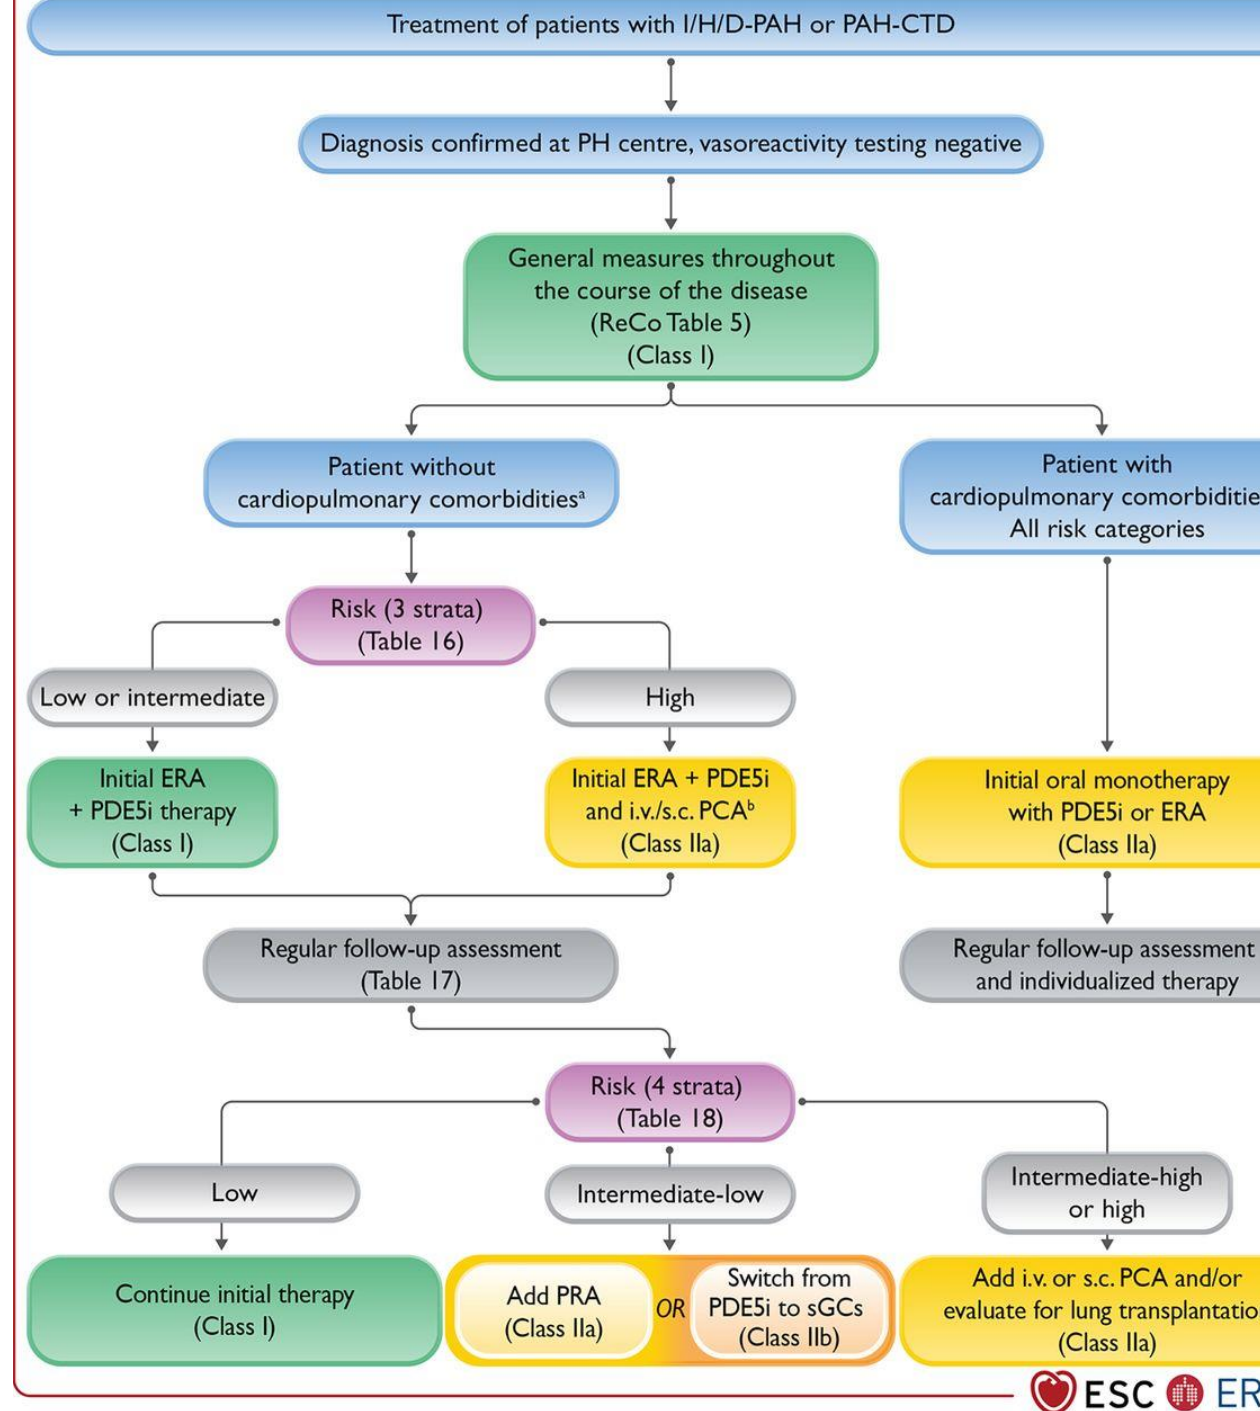 Treatment of patients with I/H/D-PAH or PAH-CTD
Diagnosis confirmed at PH centre, vasoreactivity testing negative
General measures throughout
the course of the disease
(ReCo Table 5)
(Class I)
Patient without
cardiopulmonary comorbiditiesᵃ
Patient with
cardiopulmonary comorbiditie
All risk categories
Risk (3 strata)
(Table 16)
Low or intermediate
High
Initial ERA
+ PDE5i therapy
(Class I)
Initial ERA + PDE5i
and i.v./s.c. PCAᵇ
(Class IIa)
Initial oral monotherapy
with PDE5i or ERA
(Class IIa)
Regular follow-up assessment
(Table 17)
Regular follow-up assessment
and individualized therapy
Risk (4 strata)
(Table 18)
Low
Intermediate-low
Intermediate-high
or high
Continue initial therapy
(Class I)
Add PRA
(Class IIa)
OR
Switch from
PDE5i to sGCs
(Class IIb)
Add i.v. or s.c. PCA and/or
evaluate for lung transplantatio
(Class IIa)
ESC ER